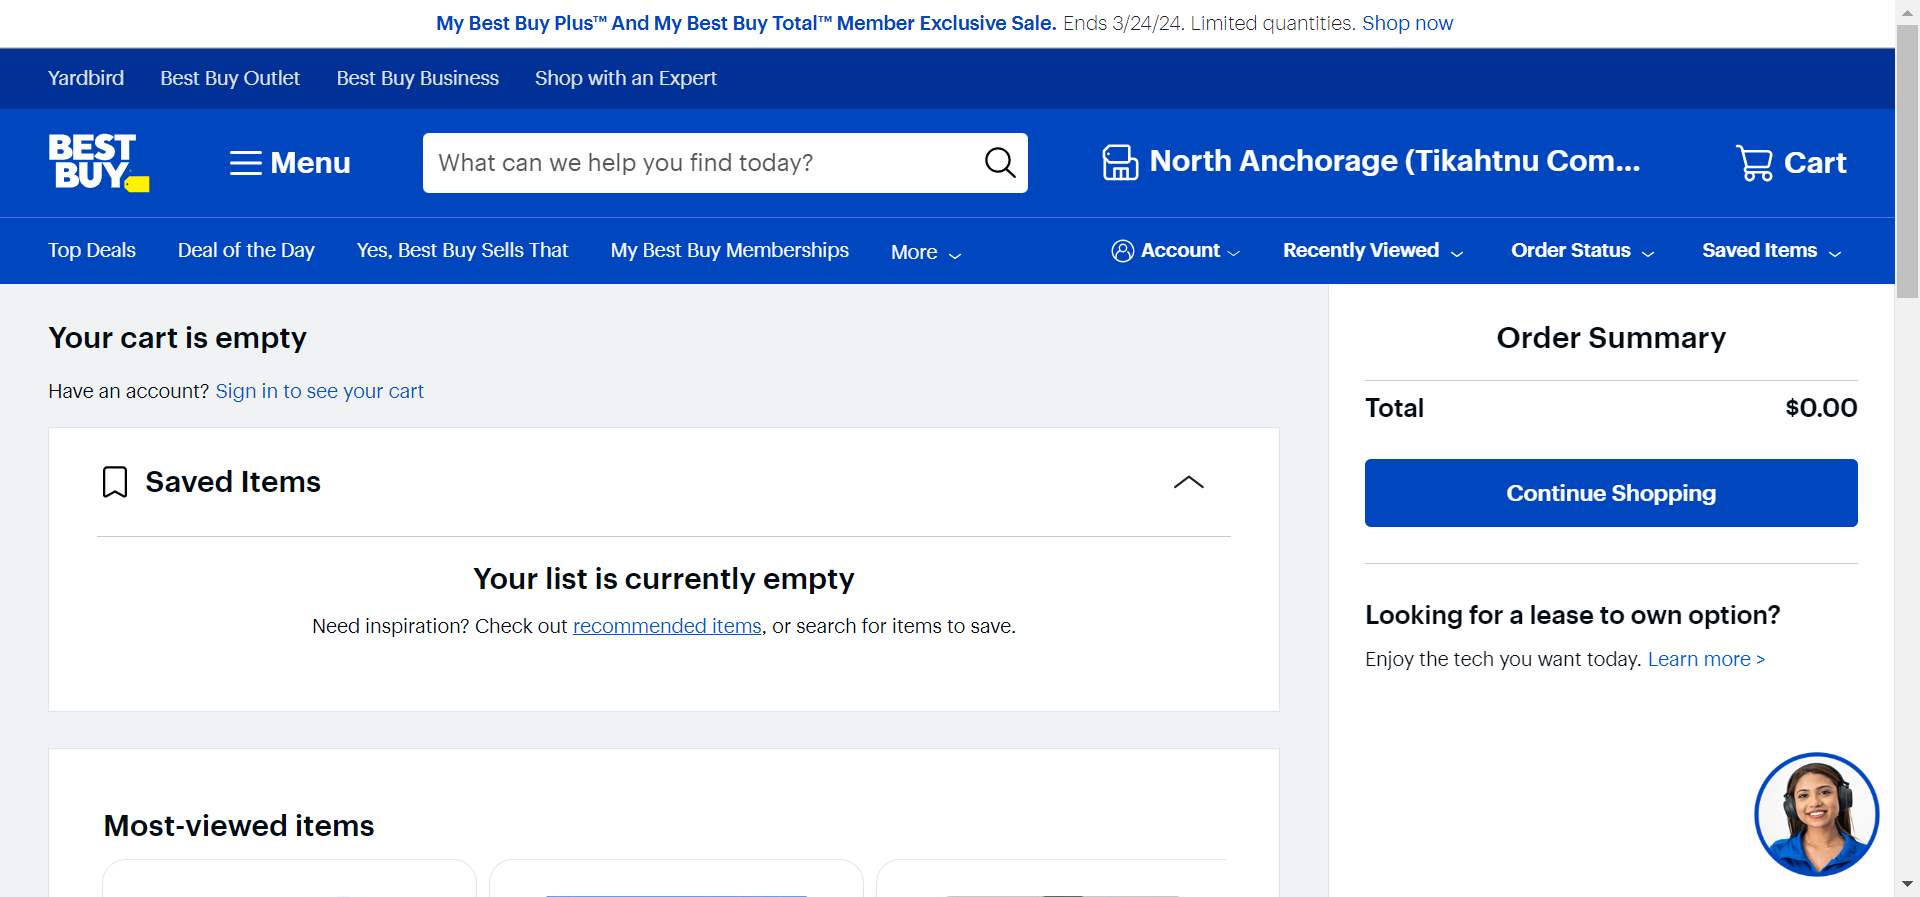 My Best Buy Plus™ And My Best Buy Total™ Member Exclusive Sale. Ends 3/24/24. Limited quantities. Shop now
Yardbird Best Buy Outlet Best Buy Business Shop with an Expert
BEST
BUY
Menu
What can we help you find today?
North Anchorage (Tikahtnu Com...
Cart
Top Deals Deal of the Day Yes, Best Buy Sells That My Best Buy Memberships More Account Recently Viewed Order Status Saved Items
Your cart is empty
Have an account? Sign in to see your cart
Saved Items
Your list is currently empty
Need inspiration? Check out recommended items, or search for items to save.
Most-viewed items
Order Summary
Total $0.00
Continue Shopping
Looking for a lease to own option?
Enjoy the tech you want today. Learn more >